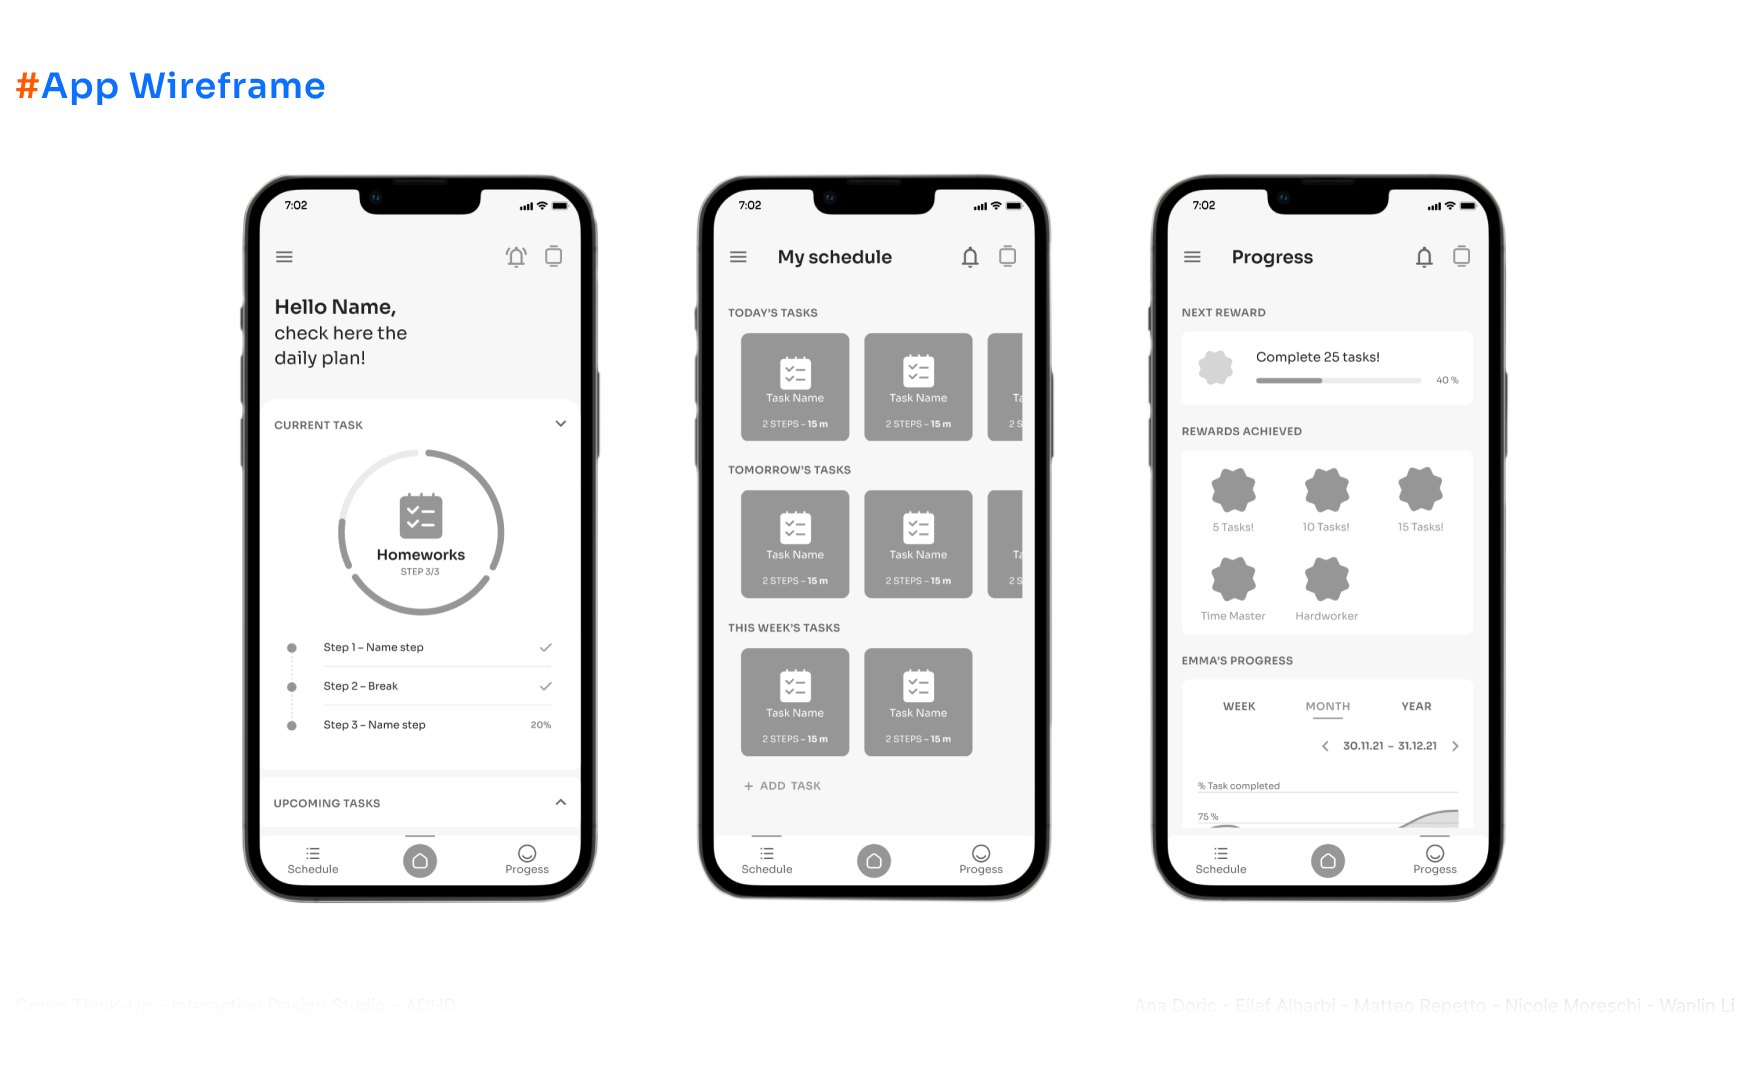 #App Wireframe
7:02
Hello Name,
check here the
daily plan!
CURRENT TASK
Homeworks
STEP 3/3
Step 1 – Name step
Step 2 – Break
Step 3 – Name step 20%
UPCOMING TASKS
Schedule Progess
7:02
My schedule
TODAY'S TASKS
Task Name Task Name Ta
2 STEPS – 15 m 2 STEPS – 15 m 2 S
TOMORROW'S TASKS
Task Name Task Name Ta
2 STEPS – 15 m 2 STEPS – 15 m 2 S
THIS WEEK'S TASKS
Task Name Task Name
2 STEPS – 15 m 2 STEPS – 15 m
+ ADD TASK
Schedule Progess
7:02
Progress
NEXT REWARD
Complete 25 tasks!
40 %
REWARDS ACHIEVED
5 Tasks! 10 Tasks! 15 Tasks!
Time Master Hardworker
EMMA'S PROGRESS
WEEK MONTH YEAR
< 30.11.21 – 31.12.21 >
% Task completed
75 %
Schedule Progess
Group Think-Up – Interaction Design Studio – ADHD
Ana Doric - Eilaf Alharbi - Matteo Repetto - Nicole Moreschi - Wanlin Li